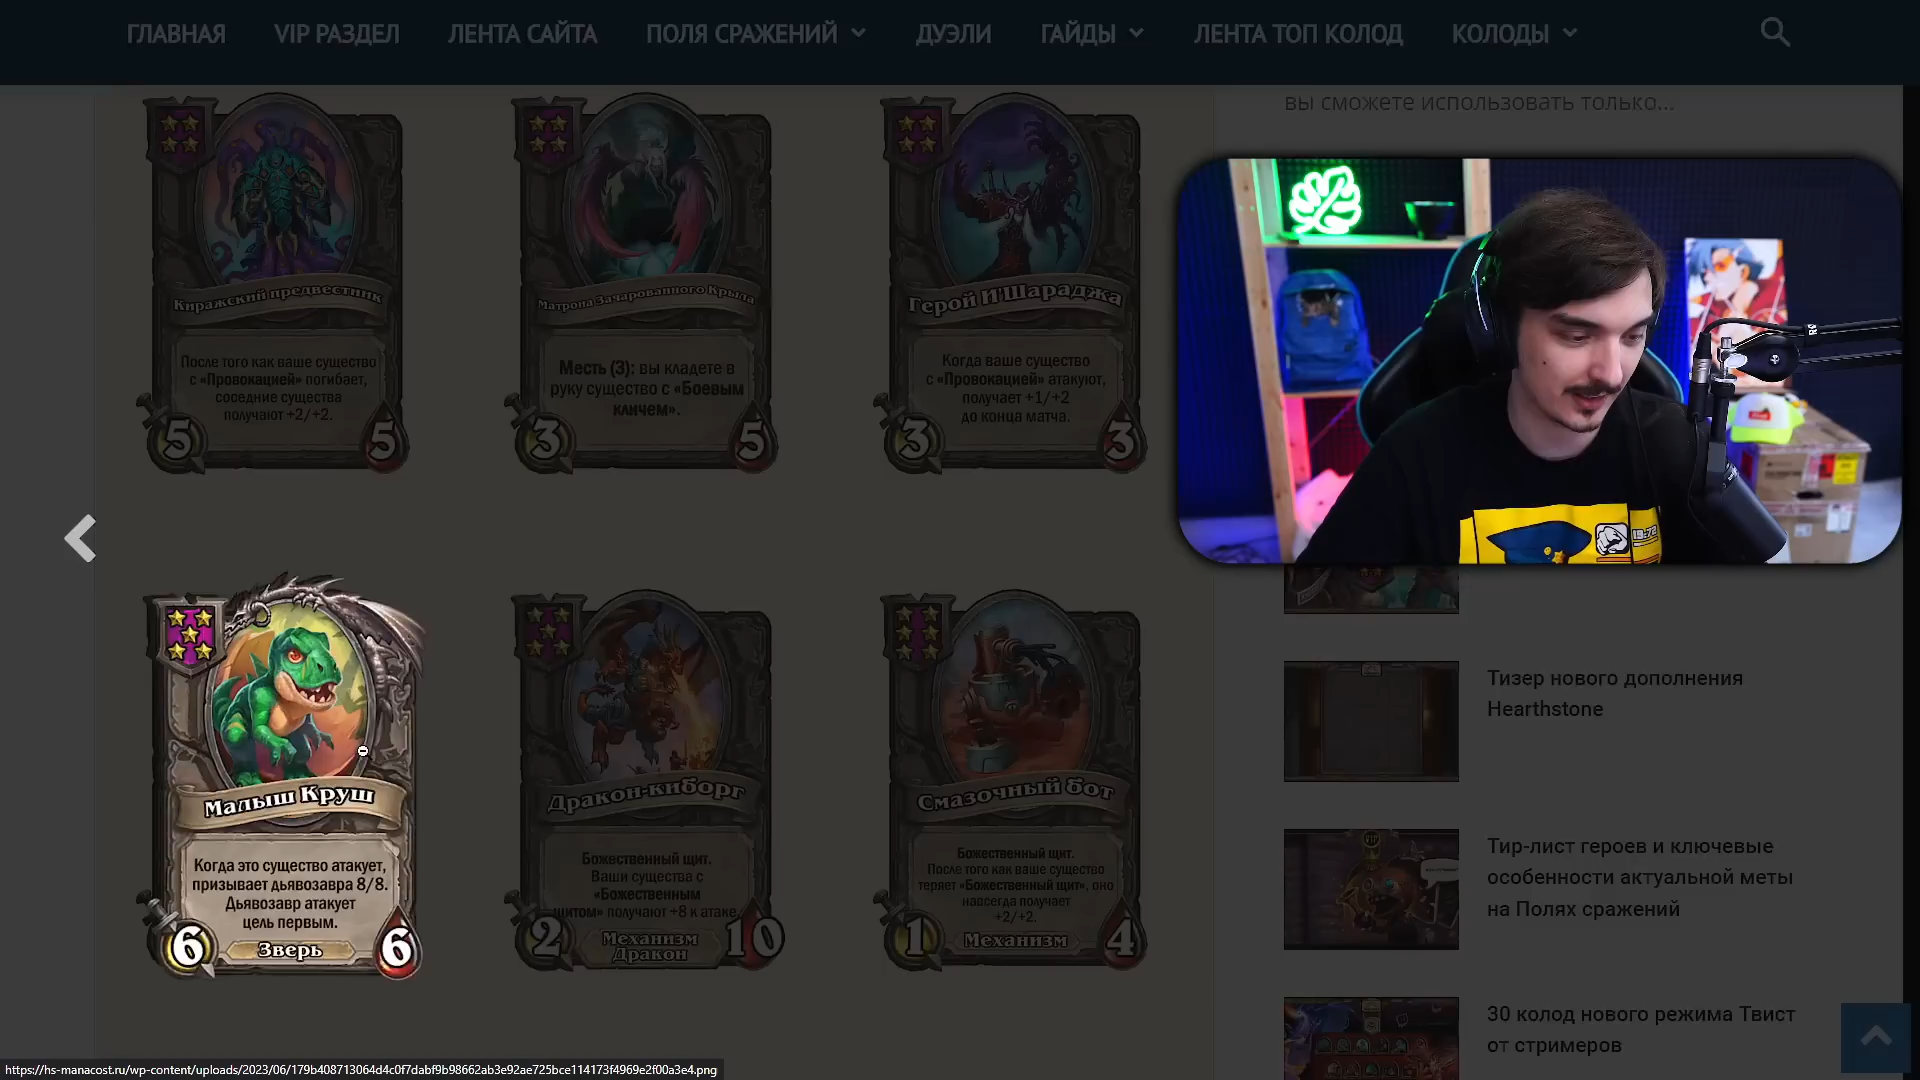 ГЛАВНАЯ VIP РАЗДЕЛ ЛЕНТА САЙТА ПОЛЯ СРАЖЕНИЙ ДУЭЛИ ГАЙДЫ ЛЕНТА ТОП КОЛОД КОЛОДЫ
вы сможете использовать только...
Киражский предвестник
После того как ваше существо
с «Провокацией» погибает,
соседние существа
получают +2/+2.
5 5
Матрона Зачарованного Крыла
Месть (3): вы кладете в
руку существо с «Боевым
кличем».
3 5
Герой И'Шараджа
Когда ваше существо
с «Провокацией» атакуют,
получает +1/+2
до конца матча.
3 3
Малыш Круш
Когда это существо атакует,
призывает дьявозавра 8/8.
Дьявозавр атакует
цель первым.
6 Зверь 6
Дракон-киборг
Божественный щит.
Ваши существа с
«Божественным
щитом» получают +8 к атаке.
2 Механизм 10
Дракон
Смазочный бот
Божественный щит.
После того как ваше существо
теряет «Божественный щит», оно
навсегда получает
+2/+2.
1 Механизм 4
Тизер нового дополнения
Hearthstone
Тир-лист героев и ключевые
особенности актуальной меты
на Полях сражений
30 колод нового режима Твист
от стримеров
https://hs-manacost.ru/wp-content/uploads/2023/06/179b408713064d4c0f7dabf9b98662ab3e92ae725bce114173f4969e2f00a3e4.png